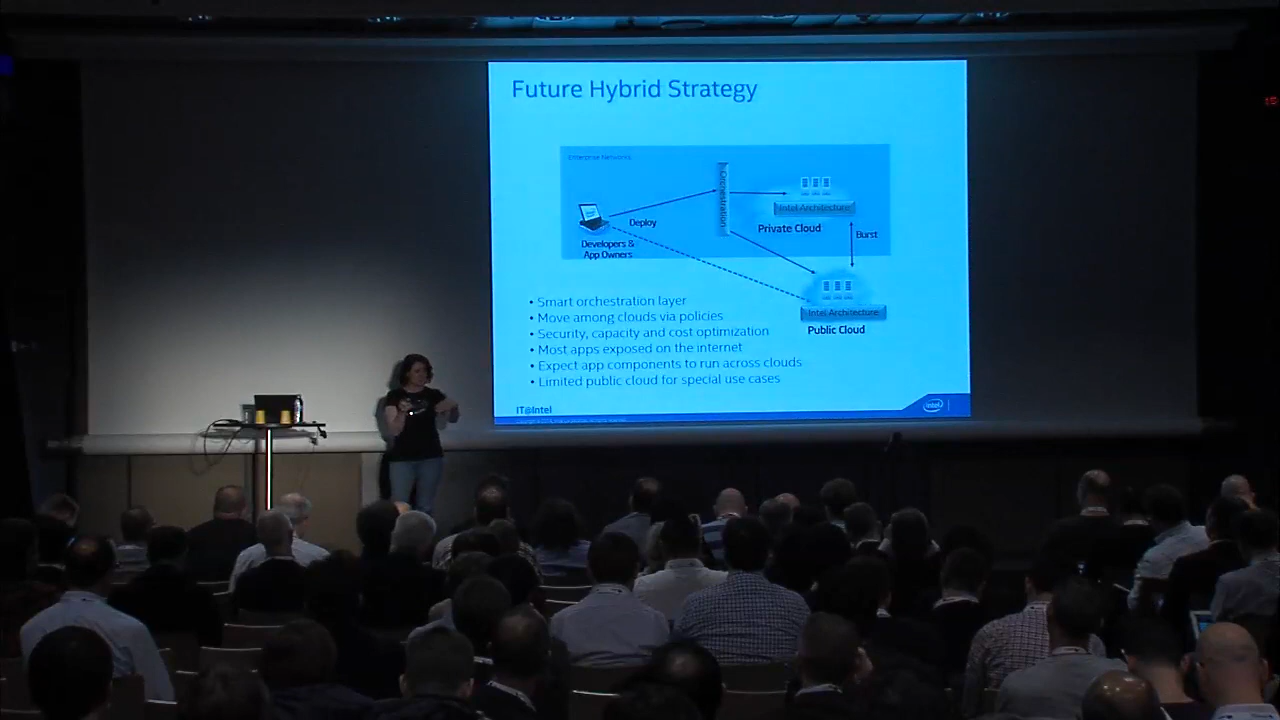 Future Hybrid Strategy
Enterprise Networks
Orchestration
Intel Architecture
Deploy
Private Cloud
Burst
Developers &
App Owners
Intel Architecture
Public Cloud
• Smart orchestration layer
• Move among clouds via policies
• Security, capacity and cost optimization
• Most apps exposed on the internet
• Expect app components to run across clouds
• Limited public cloud for special use cases
IT@Intel
intel